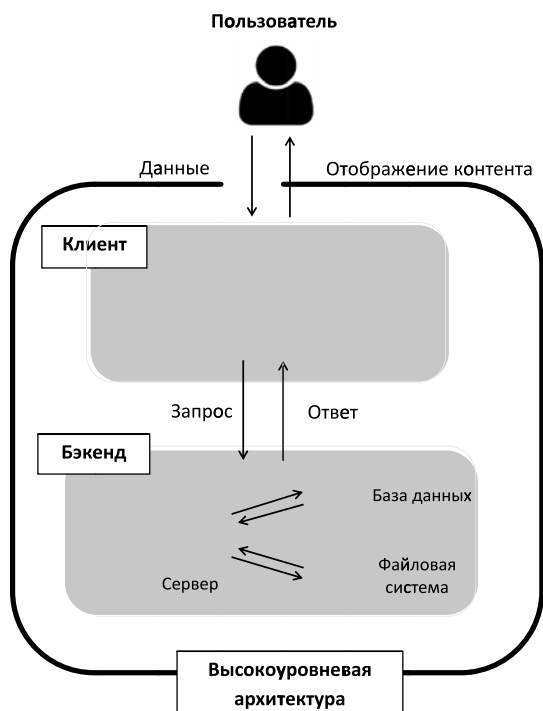 Пользователь
Данные
Отображение контента
Клиент
Запрос
Ответ
Бэкенд
База данных
Файловая
система
Сервер
Высокоуровневая
архитектура